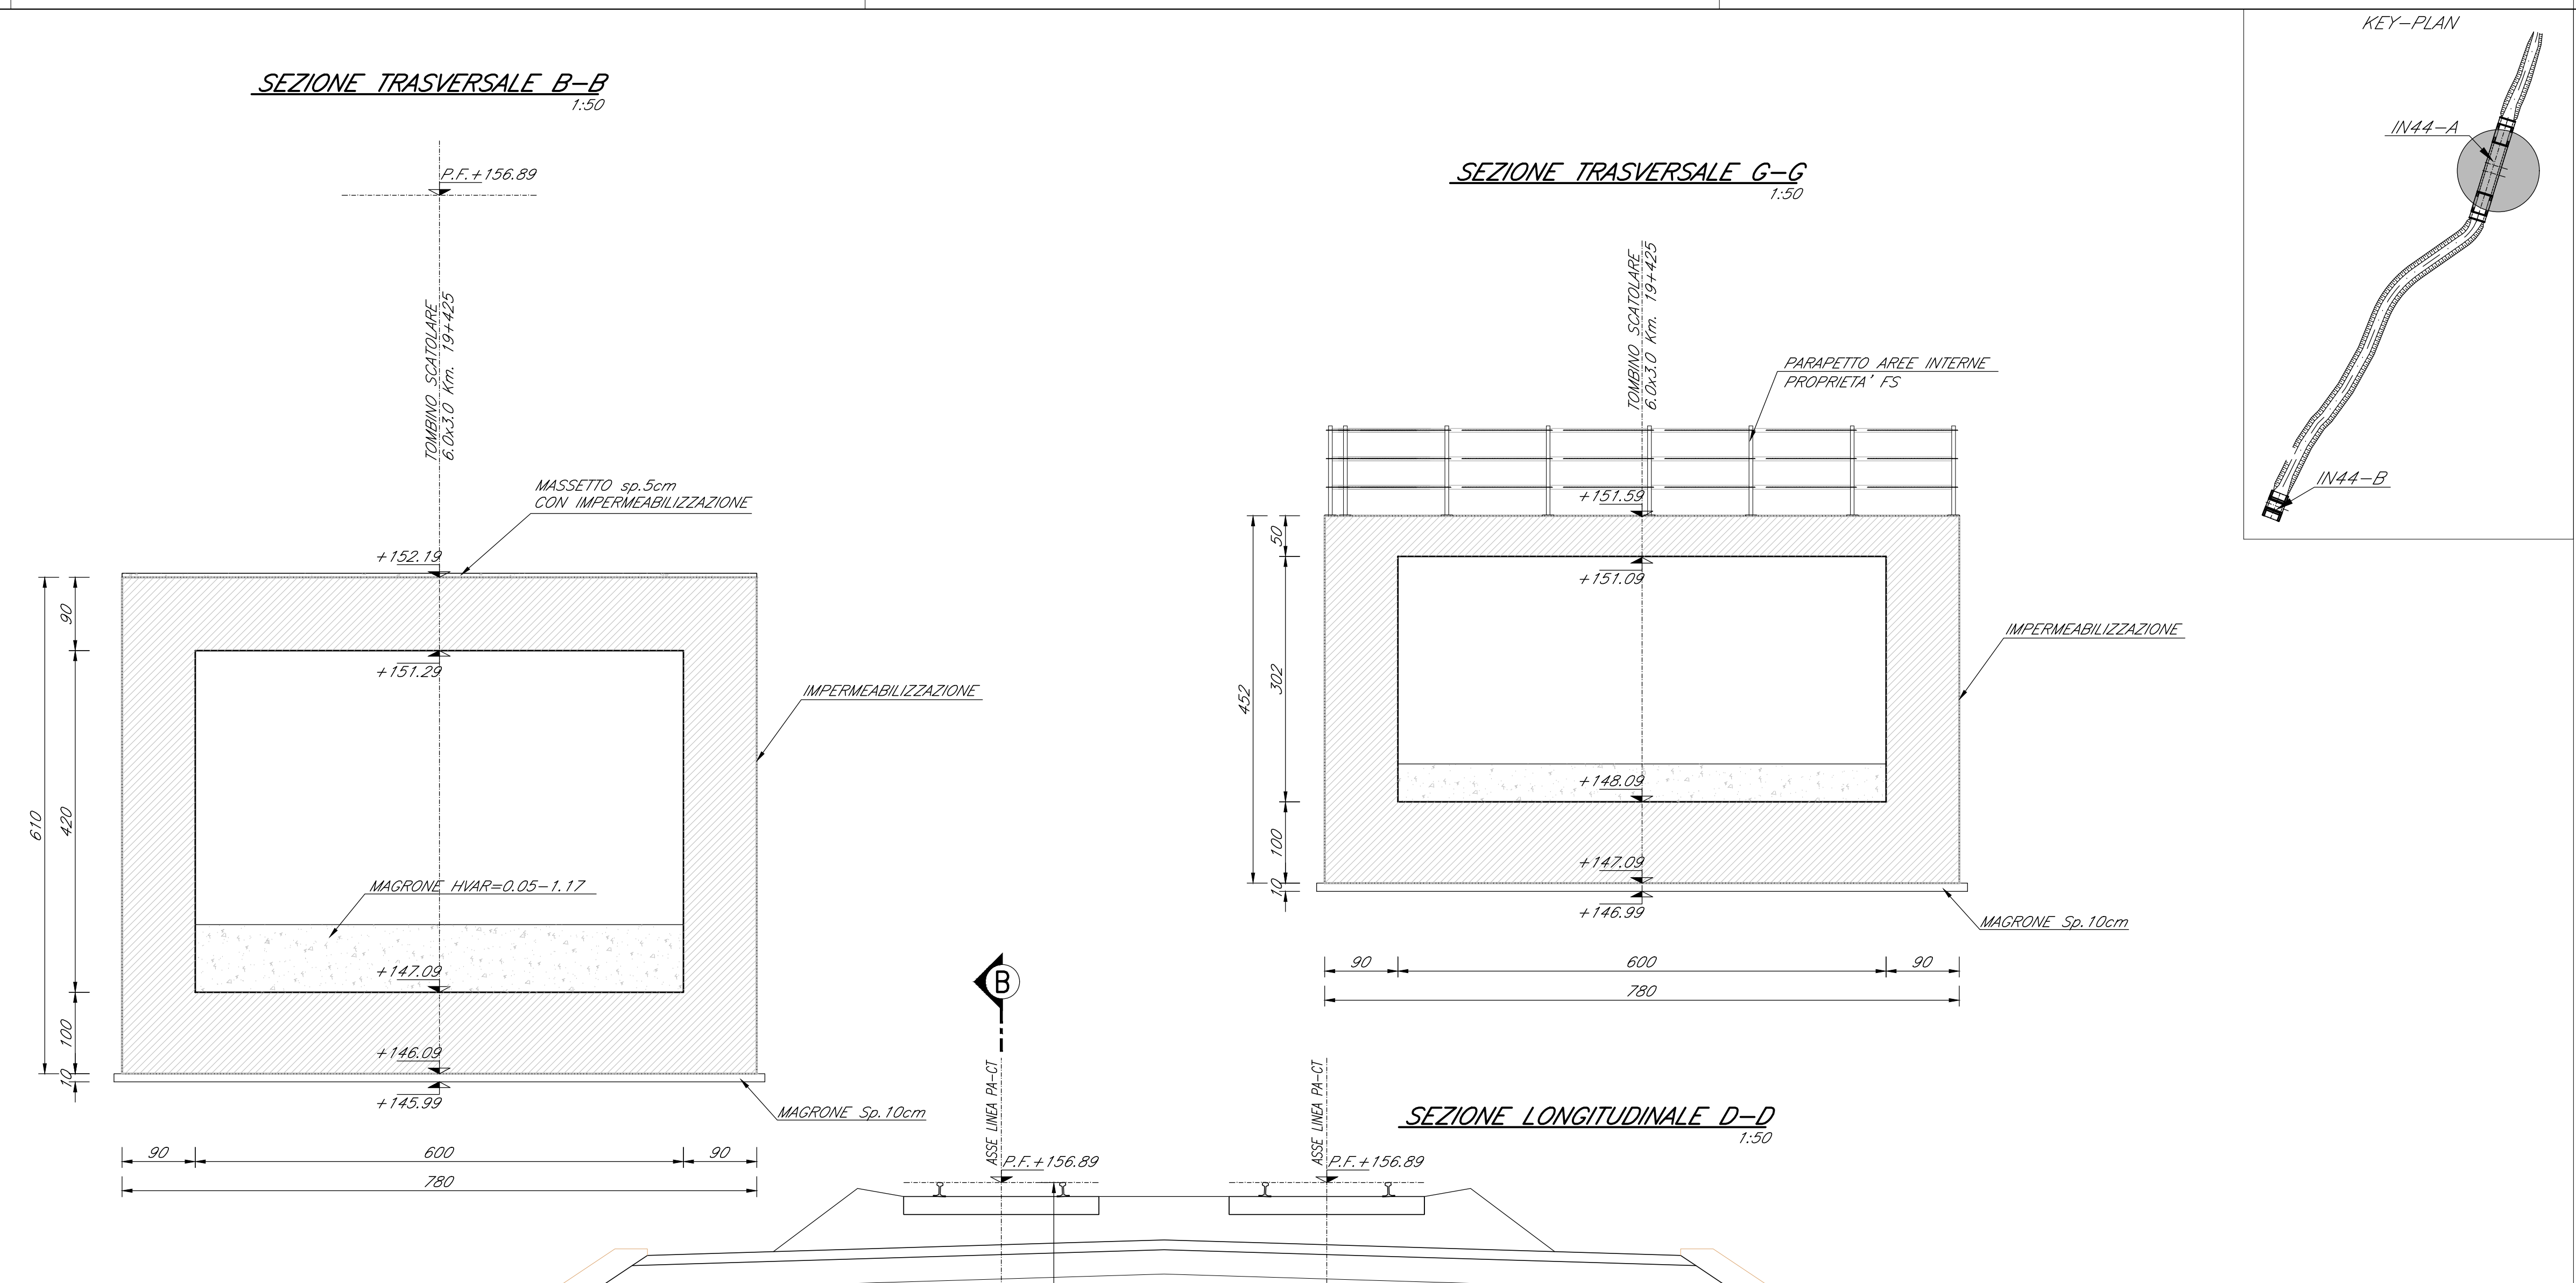 SEZIONE TRASVERSALE B-B
1:50
P.F.+156.89
TOMBINO SCATOLARE
6.0x3.0 Km. 19+425
MASSETTO sp.5cm
CON IMPERMEABILIZZAZIONE
+152.19
+151.29
IMPERMEABILIZZAZIONE
MAGRONE HVAR=0.05-1.17
+147.09
+146.09
+145.99
MAGRONE Sp.10cm
610
90
420
100
10
90
600
90
780
SEZIONE TRASVERSALE G-G
1:50
TOMBINO SCATOLARE
6.0x3.0 Km. 19+425
PARAPETTO AREE INTERNE
PROPRIETA' FS
+151.59
+151.09
IMPERMEABILIZZAZIONE
+148.09
+147.09
+146.99
MAGRONE Sp.10cm
452
50
302
100
10
90
600
90
780
KEY-PLAN
IN44-A
IN44-B
B
SEZIONE LONGITUDINALE D-D
1:50
ASSE LINEA PA-CT
P.F.+156.89
ASSE LINEA PA-CT
P.F.+156.89